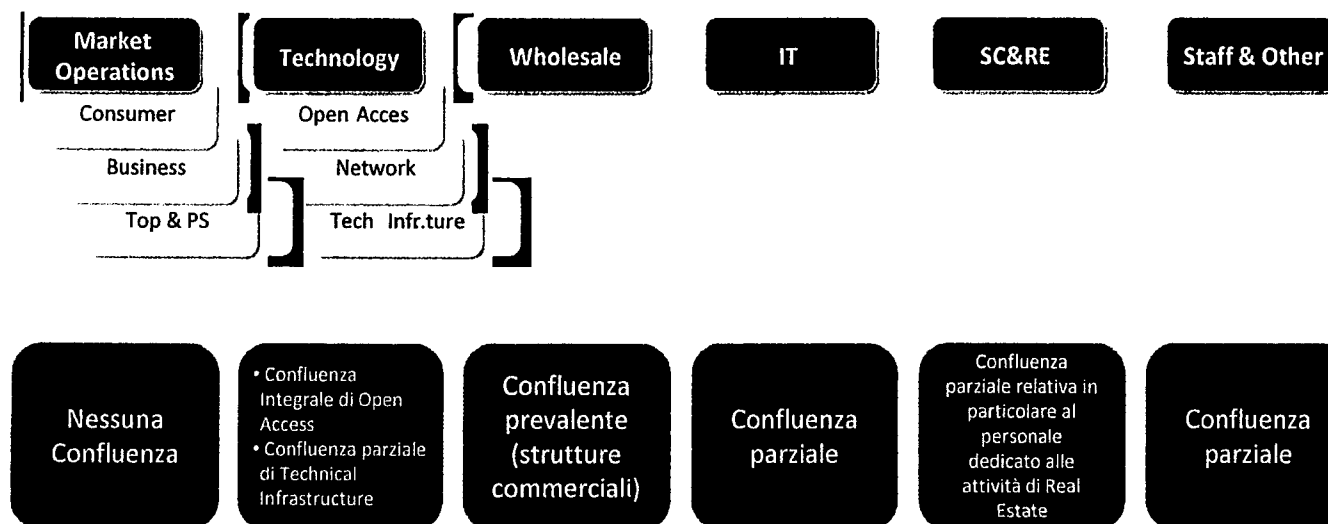 Market
Operations
Consumer
Business
Top & PS
Technology
Open Acces
Network
Tech Infr.ture
Wholesale
IT
SC&RE
Staff & Other
Nessuna
Confluenza
• Confluenza
Integrale di Open
Access
• Confluenza parziale
di Technical
Infrastructure
Confluenza
prevalente
(strutture
commerciali)
Confluenza
parziale
Confluenza
parziale relativa in
particolare al
personale
dedicato alle
attività di Real
Estate
Confluenza
parziale